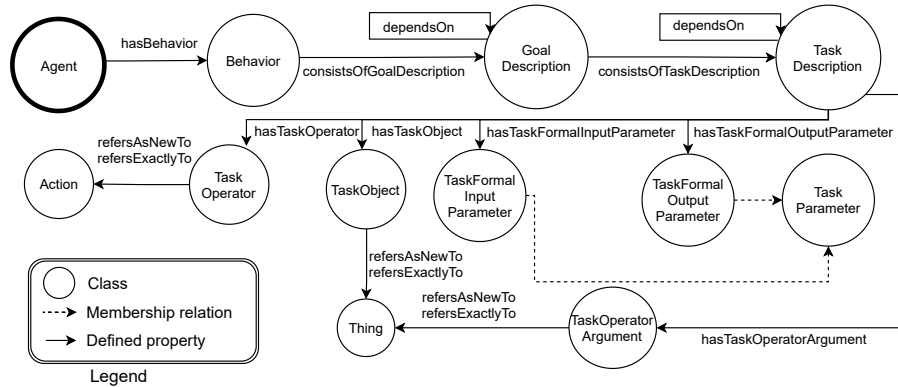 dependsOn
dependsOn
hasBehavior
Agent
Behavior
Goal
Description
Task
Description
consistsOfGoalDescription
consistsOfTaskDescription
hasTaskOperator
hasTaskObject
hasTaskFormalInputParameter
hasTaskFormalOutputParameter
refersAsNewTo
refersExactlyTo
Action
Task
Operator
TaskObject
TaskFormal
Input
Parameter
TaskFormal
Output
Parameter
Task
Parameter
refersAsNewTo
refersExactlyTo
Class
Membership relation
Defined property
Legend
Thing
refersAsNewTo
refersExactlyTo
TaskOperator
Argument
hasTaskOperatorArgument